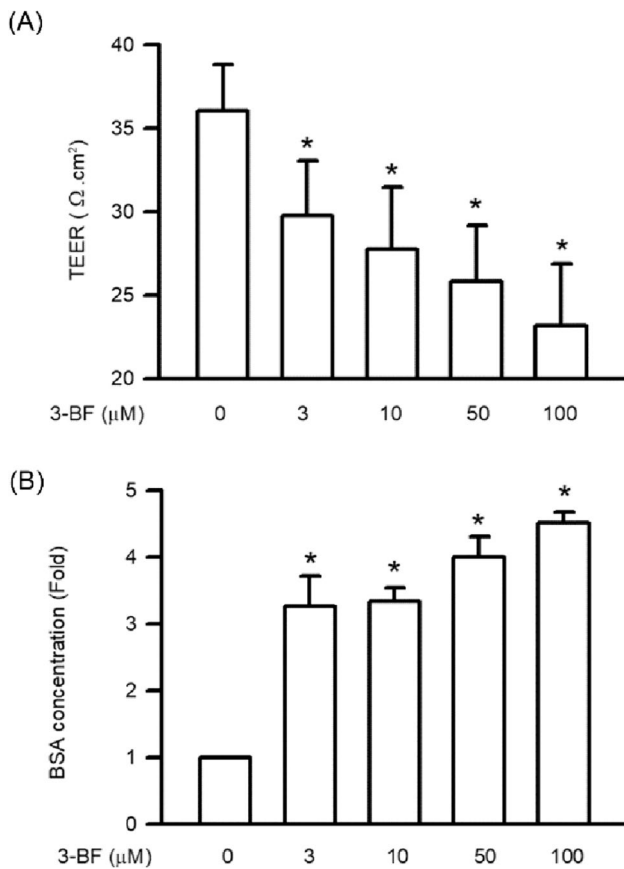 (A)
40
35
30
25
20
TEER ( Ω .cm²)
* * * *
3-BF (μM) 0 3 10 50 100
(B)
5
4
3
2
1
0
BSA concentration (Fold)
* * * *
3-BF (μM) 0 3 10 50 100